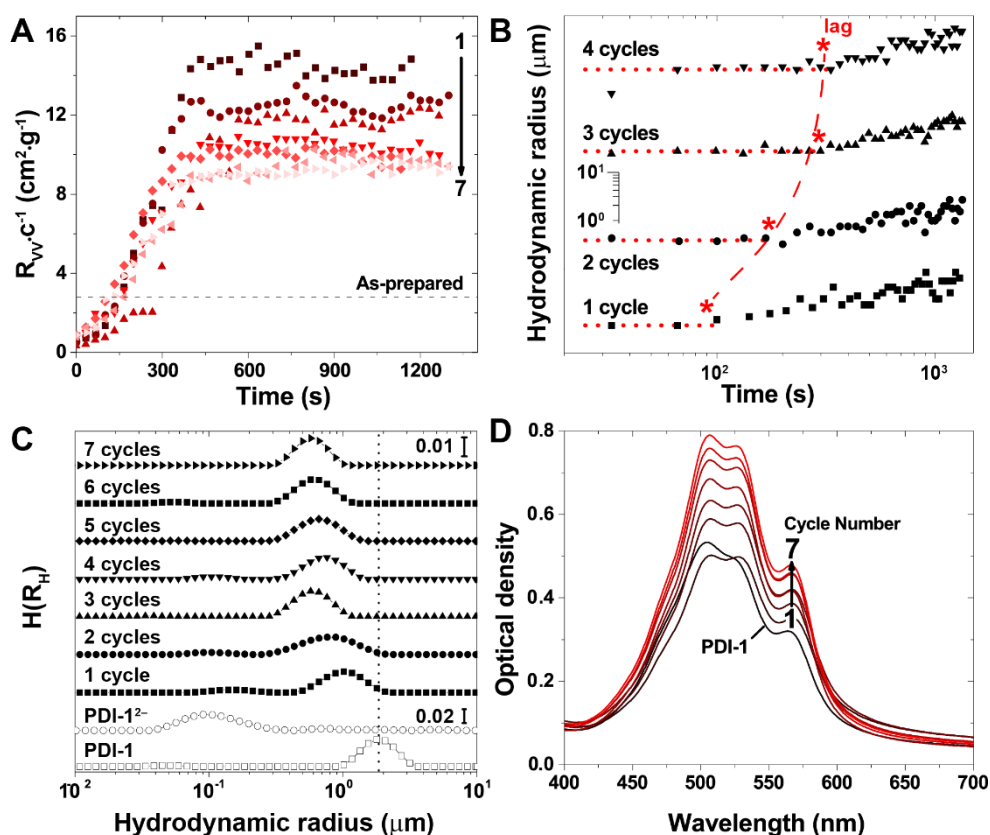 A
16
12
8
4
0
R_VV.c⁻¹ (cm².g⁻¹)
1
7
As-prepared
0
300
600
900
1200
Time (s)
B
Hydrodynamic radius (μm)
lag
4 cycles
3 cycles
10¹
10⁰
2 cycles
1 cycle
10²
10³
Time (s)
C
H(R_H)
0.01
7 cycles
6 cycles
5 cycles
4 cycles
3 cycles
2 cycles
1 cycle
PDI-1²⁻
0.02
PDI-1
10⁻²
10⁻¹
10⁰
10¹
Hydrodynamic radius (μm)
D
0.8
0.6
0.4
0.2
0.0
Optical density
Cycle Number
7
1
PDI-1
400
450
500
550
600
650
700
Wavelength (nm)